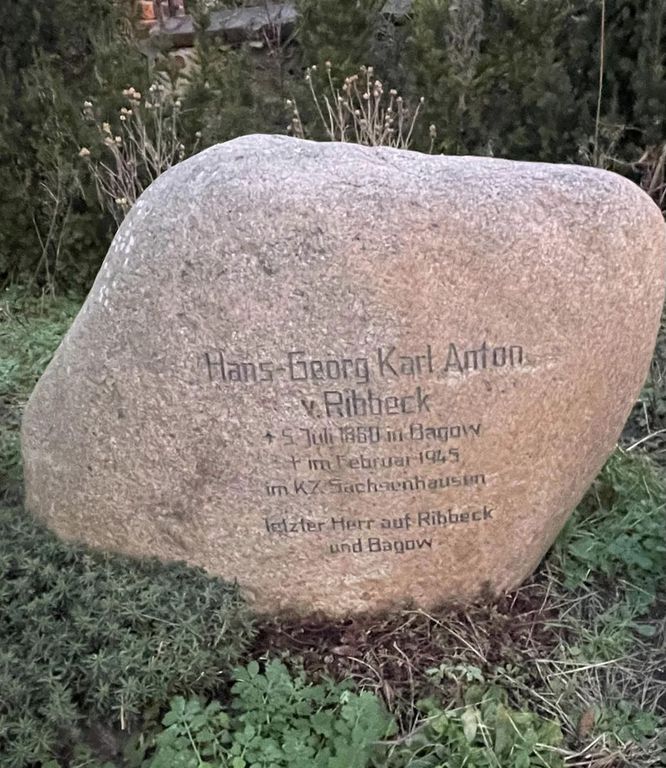 Hans-Georg Karl Anton
v. Ribbeck
* 5. Juli 1880 in Bagow
† im Februar 1945
im KZ. Sachsenhausen
letzter Herr auf Ribbeck
und Bagow